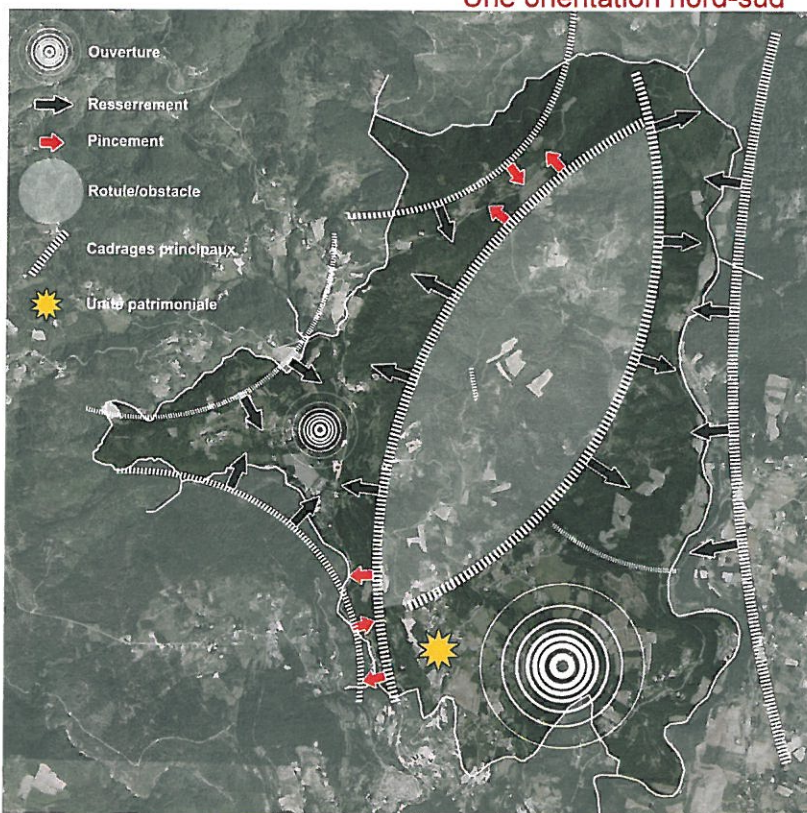 Une orientation nord-sud
Ouverture
Resserrement
Pincement
Rotule/obstacle
Cadrages principaux
Unité patrimoniale